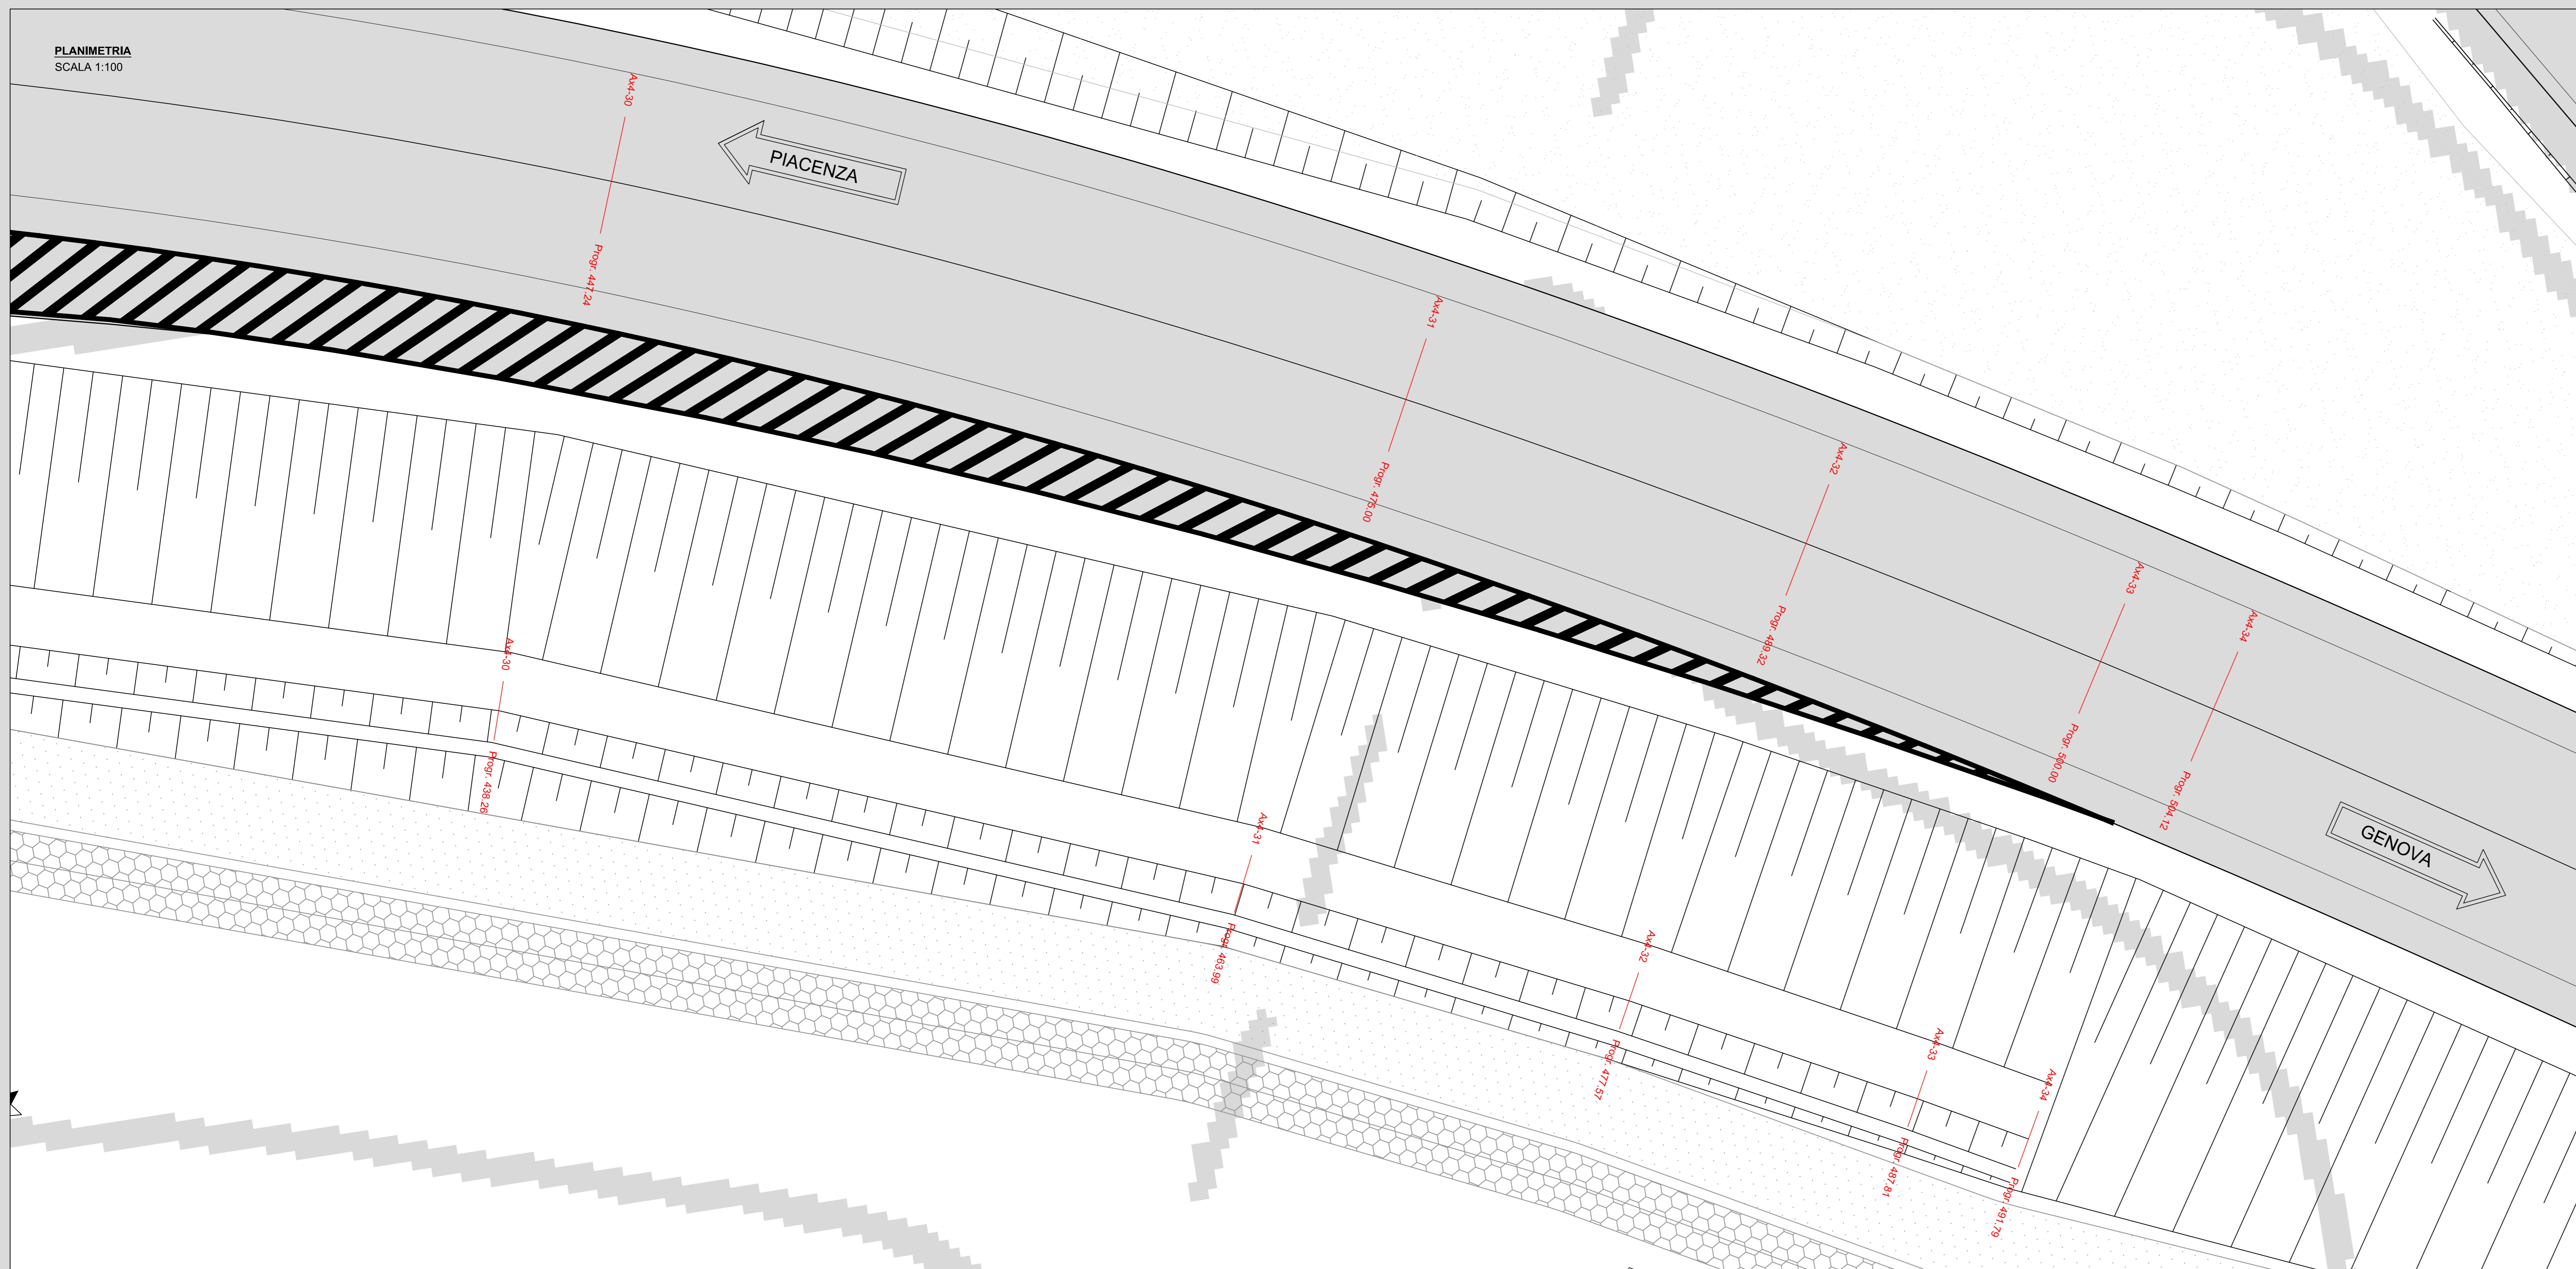 PLANIMETRIA
SCALA 1:100
Ax4-30
Progr. 447.24
PIACENZA
Ax4-31
Progr. 475.00
Ax4-32
Progr. 489.32
Ax4-33
Progr. 500.00
Ax4-34
Progr. 504.12
GENOVA
Ax4-30
Progr. 438.26
Ax4-31
Progr. 463.99
Ax4-32
Progr. 477.57
Ax4-33
Progr. 487.81
Ax4-34
Progr. 491.79